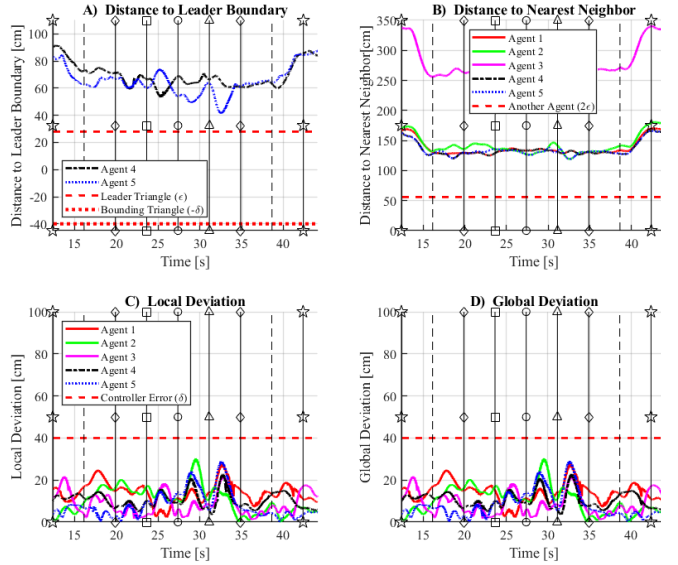 A) Distance to Leader Boundary
Distance to Leader Boundary [cm]
100
80
60
40
20
0
-20
-40
Agent 4
Agent 5
Leader Triangle (ϵ)
Bounding Triangle (-δ)
20
25
30
35
40
Time [s]
B) Distance to Nearest Neighbor
Distance to Nearest Neighbor[cm]
350
300
250
200
150
100
50
0
Agent 1
Agent 2
Agent 3
Agent 4
Agent 5
Another Agent (2ϵ)
15
20
25
30
35
40
Time [s]
C) Local Deviation
Local Deviation [cm]
100
80
60
40
20
0
Agent 1
Agent 2
Agent 3
Agent 4
Agent 5
Controller Error (δ)
15
20
25
30
35
40
Time [s]
D) Global Deviation
Global Deviation [cm]
100
80
60
40
20
0
15
20
25
30
35
40
Time [s]